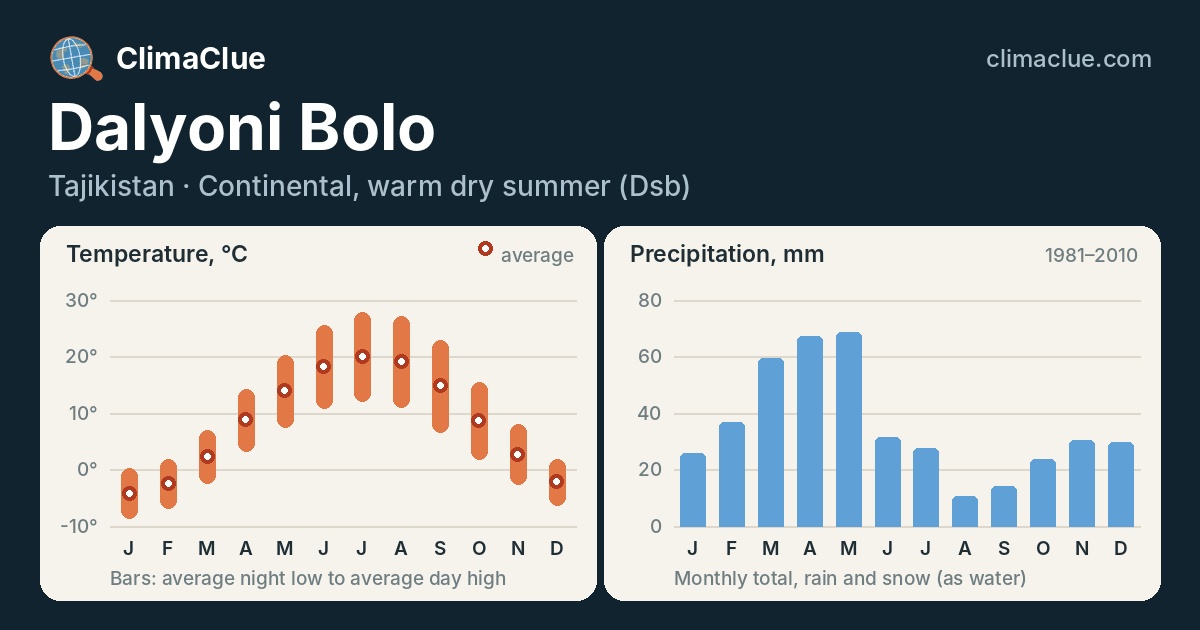 ClimaClue
climaclue.com
Dalyoni Bolo
Tajikistan · Continental, warm dry summer (Dsb)
Temperature, °C
average
30°
20°
10°
0°
-10°
J F M A M J J A S O N D
Bars: average night low to average day high
Precipitation, mm
1981–2010
80
60
40
20
0
J F M A M J J A S O N D
Monthly total, rain and snow (as water)